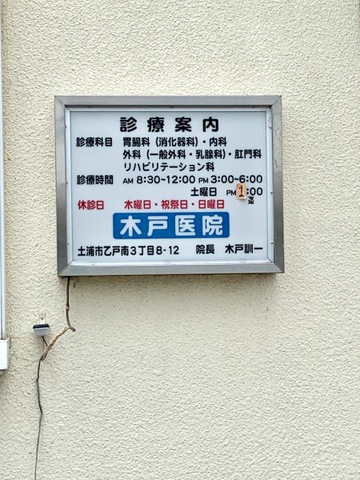 診療案内
診療科目 胃腸科(消化器科)・内科
外科(一般外科・乳腺科)・肛門科
リハビリテーション科
診療時間 AM 8:30~12:00 PM 3:00~6:00
土曜日 PM 1:00
休診日 木曜日・祝祭日・日曜日
木戸医院
土浦市乙戸南3丁目8-12 院長 木戸訓一